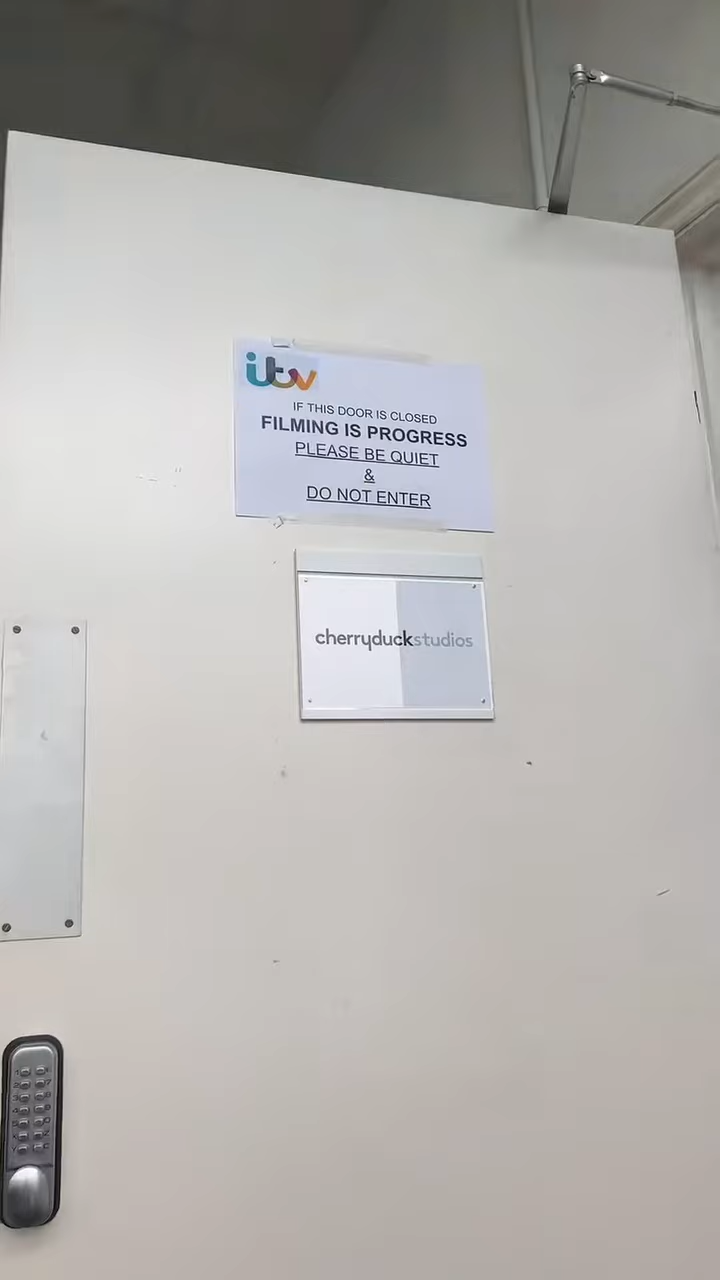 itv
IF THIS DOOR IS CLOSED
FILMING IS PROGRESS
PLEASE BE QUIET
&
DO NOT ENTER
cherryduckstudios